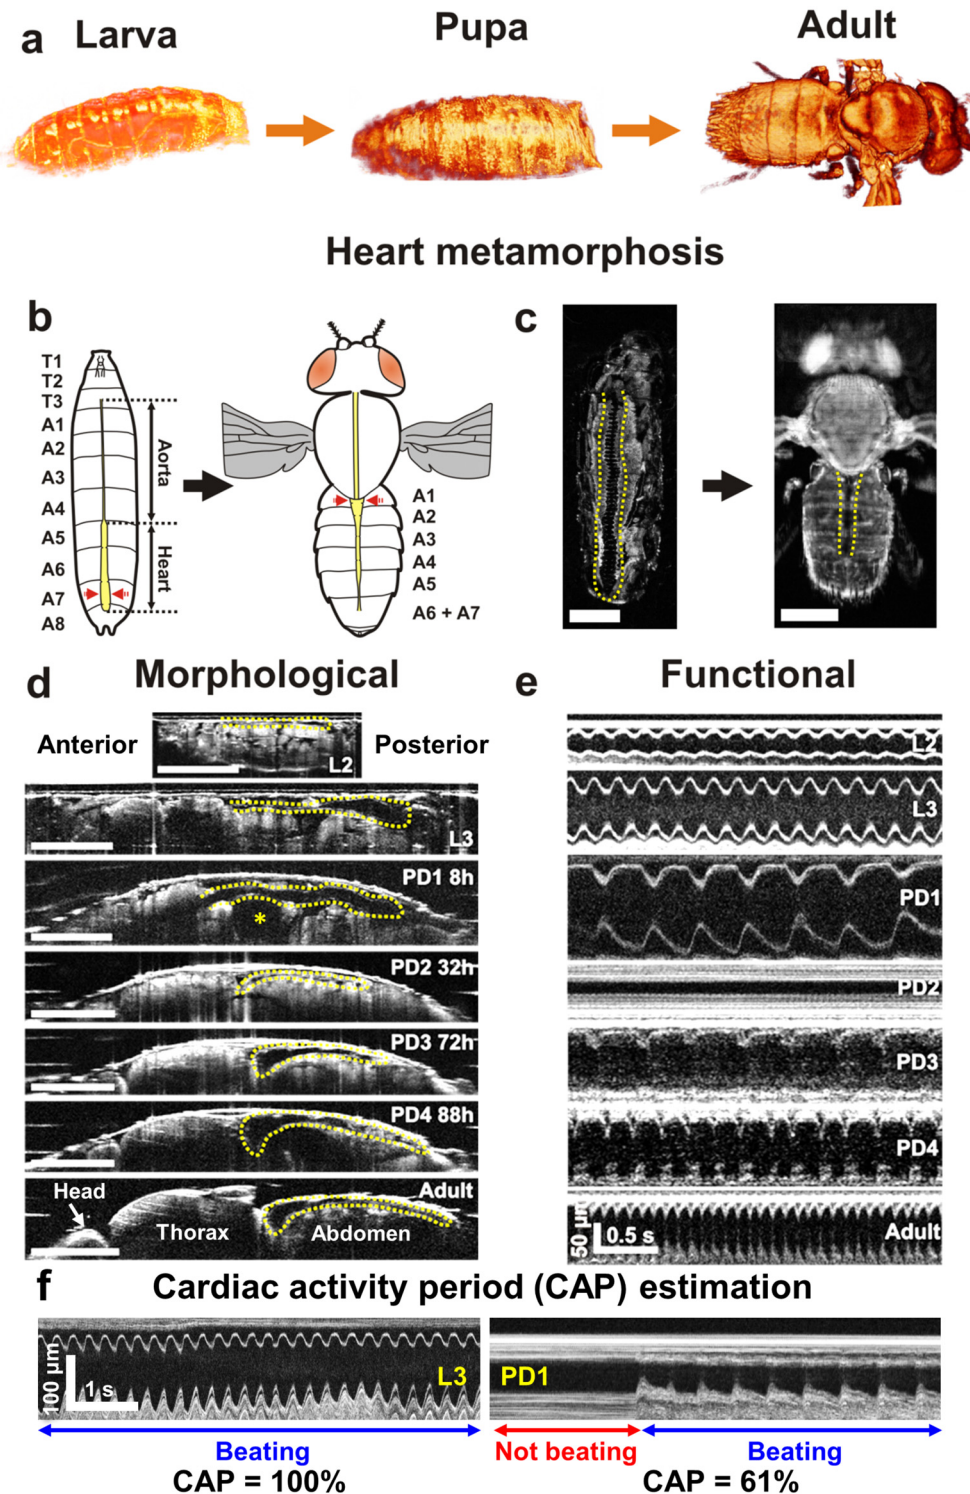 a
Larva
Pupa
Adult
Heart metamorphosis
b
T1
T2
T3
A1
A2
A3
A4
A5
A6
A7
A8
Aorta
Heart
A1
A2
A3
A4
A5
A6 + A7
c
d
Morphological
Anterior
Posterior
L2
L3
PD1 8h
*
PD2 32h
PD3 72h
PD4 88h
Adult
Head
Thorax
Abdomen
e
Functional
L2
L3
PD1
PD2
PD3
PD4
Adult
50 μm
0.5 s
f
Cardiac activity period (CAP) estimation
100 μm
1 s
L3
PD1
Beating
Not beating
Beating
CAP = 100%
CAP = 61%